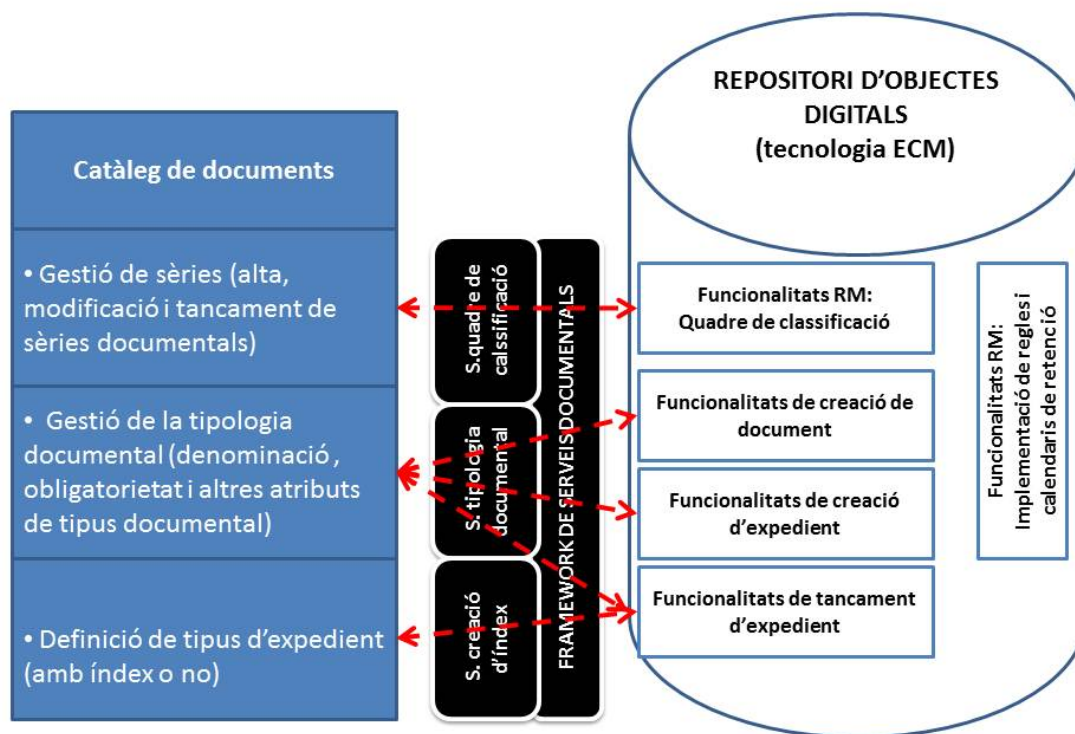 REPOSITORI D'OBJECTES
DIGITALS
(tecnologia ECM)
Catàleg de documents
• Gestió de sèries (alta,
modificació i tancament de
sèries documentals)
• Gestió de la tipologia
documental (denominació ,
obligatorietat i altres atributs
de tipus documental)
• Definició de tipus d'expedient
(amb índex o no)
S.quadre de
calssificació
S. tipologia
documental
S. creació
d'índex
FRAMEWORK DE SERVEIS DOCUMENTALS
Funcionalitats RM:
Quadre de classificació
Funcionalitats de creació de
document
Funcionalitats de creació
d'expedient
Funcionalitats de tancament
d'expedient
Funcionalitats RM:
Implementació de regles i
calendaris de retenció